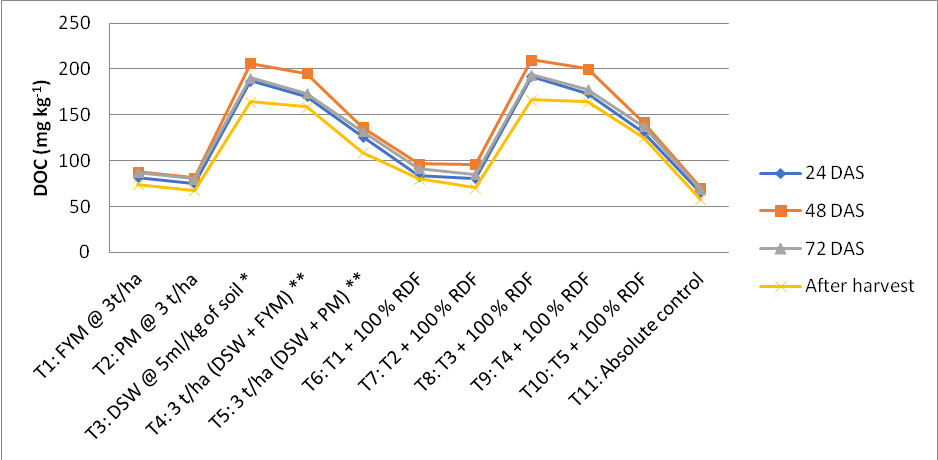 DOC (mg kg-1)
250
200
150
100
50
0
T1: FYM @ 3t/ha
T2: PM @ 3 t/ha
T3: DSW @ 5ml/kg of soil *
T4: 3 t/ha (DSW + FYM) **
T5: 3 t/ha (DSW + PM) **
T6: T1 + 100 % RDF
T7: T2 + 100 % RDF
T8: T3 + 100 % RDF
T9: T4 + 100 % RDF
T10: T5 + 100 % RDF
T11: Absolute control
24 DAS
48 DAS
72 DAS
After harvest